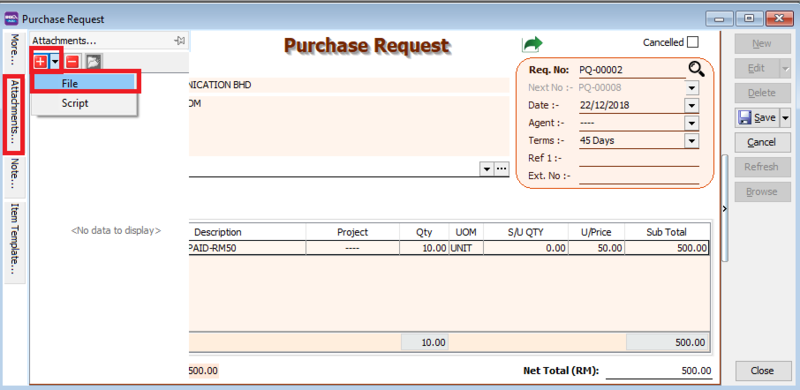 Purchase Request
More...
Attachments...
Note...
Item Template...
Attachments...
File
Script
<No data to display>
Purchase Request
Cancelled
NICATION BHD
OM
Req. No: PQ-00002
Next No :- PQ-00008
Date :- 22/12/2018
Agent :- ----
Terms :- 45 Days
Ref 1 :-
Ext. No :-
Description Project Qty UOM S/U QTY U/Price Sub Total
PAID-RM50 ---- 10.00 UNIT 0.00 50.00 500.00
10.00 500.00
500.00 Net Total (RM): 500.00
New
Edit
Delete
Save
Cancel
Refresh
Browse
Close